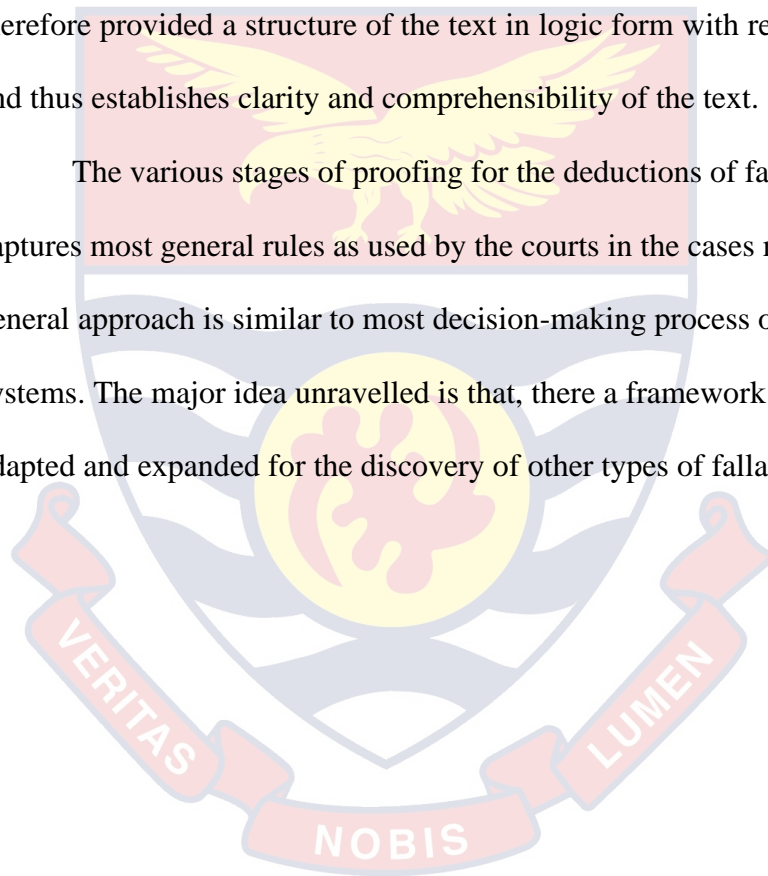 erefore provided a structure of the text in logic form with re
nd thus establishes clarity and comprehensibility of the text.
The various stages of proofing for the deductions of fa
aptures most general rules as used by the courts in the cases
eneral approach is similar to most decision-making process
ystems. The major idea unravelled is that, there a framework
dapted and expanded for the discovery of other types of falla
VERITAS
NOBIS
LUMEN